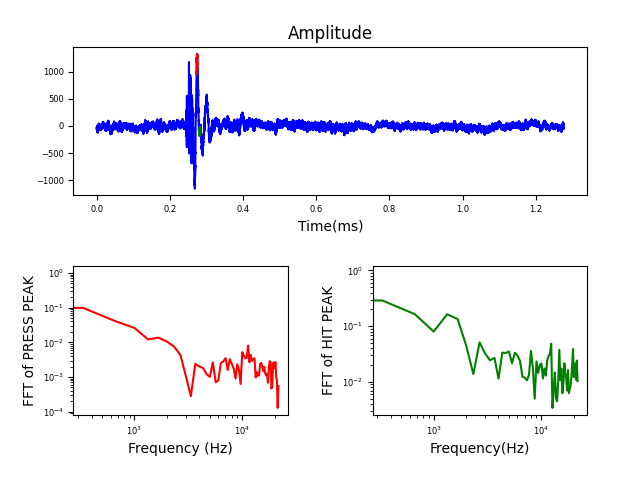 Amplitude
1000
500
0
−500
−1000
0.0 0.2 0.4 0.6 0.8 1.0 1.2
Time(ms)
FFT of PRESS PEAK
10⁰
10⁻¹
10⁻²
10⁻³
10⁻⁴
10³ 10⁴
Frequency (Hz)
FFT of HIT PEAK
10⁰
10⁻¹
10⁻²
10³ 10⁴
Frequency(Hz)